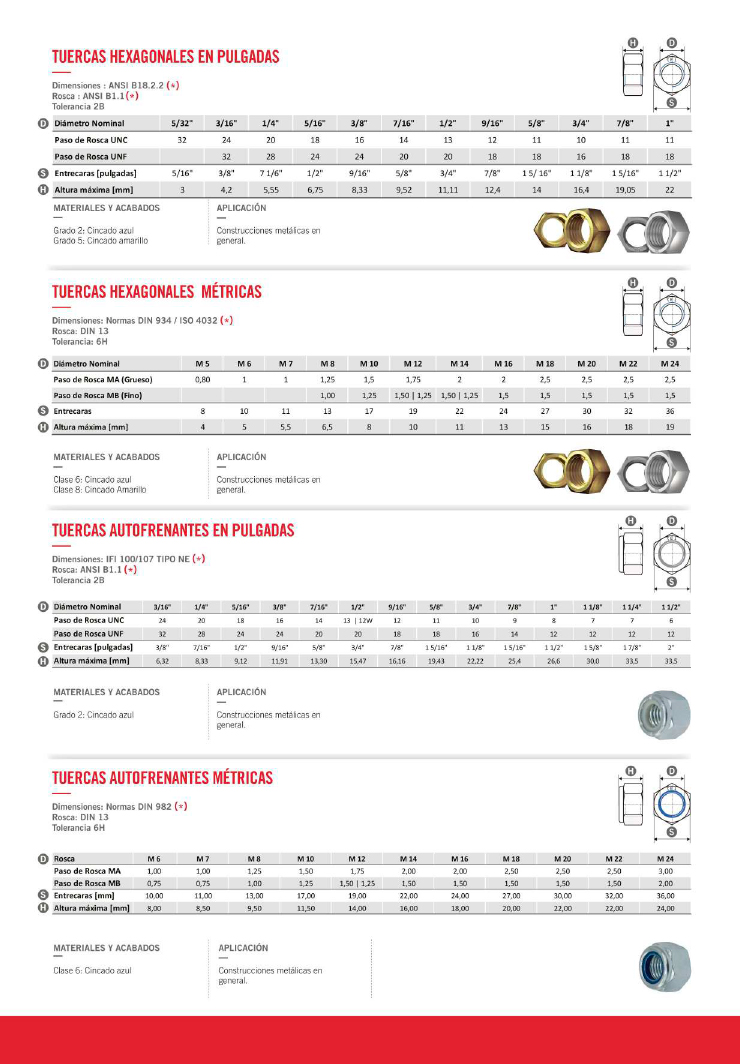 TUERCAS HEXAGONALES EN PULGADAS
H D
S
Dimensiones : ANSI B18.2.2 (*)
Rosca : ANSI B1.1 (*)
Tolerancia 2B
D Diámetro Nominal 5/32" 3/16" 1/4" 5/16" 3/8" 7/16" 1/2" 9/16" 5/8" 3/4" 7/8" 1"
Paso de Rosca UNC 32 24 20 18 16 14 13 12 11 10 11 11
Paso de Rosca UNF 32 28 24 24 20 20 18 18 16 18 18
S Entrecaras [pulgadas] 5/16" 3/8" 7 1/6" 1/2" 9/16" 5/8" 3/4" 7/8" 1 5/ 16" 1 1/8" 1 5/16" 1 1/2"
H Altura máxima [mm] 3 4,2 5,55 6,75 8,33 9,52 11,11 12,4 14 16,4 19,05 22
MATERIALES Y ACABADOS
Grado 2: Cincado azul
Grado 5: Cincado amarillo
APLICACIÓN
Construcciones metálicas en
general.
TUERCAS HEXAGONALES MÉTRICAS
H D
S
Dimensiones: Normas DIN 934 / ISO 4032 (*)
Rosca: DIN 13
Tolerancia: 6H
D Diámetro Nominal M 5 M 6 M 7 M 8 M 10 M 12 M 14 M 16 M 18 M 20 M 22 M 24
Paso de Rosca MA (Grueso) 0,80 1 1 1,25 1,5 1,75 2 2 2,5 2,5 2,5 2,5
Paso de Rosca MB (Fino) 1,00 1,25 1,50 | 1,25 1,50 | 1,25 1,5 1,5 1,5 1,5 1,5
S Entrecaras 8 10 11 13 17 19 22 24 27 30 32 36
H Altura máxima [mm] 4 5 5,5 6,5 8 10 11 13 15 16 18 19
MATERIALES Y ACABADOS
Clase 6: Cincado azul
Clase 8: Cincado Amarillo
APLICACIÓN
Construcciones metálicas en
general.
TUERCAS AUTOFRENANTES EN PULGADAS
H D
S
Dimensiones: IFI 100/107 TIPO NE (*)
Rosca: ANSI B1.1 (*)
Tolerancia 2B
D Diámetro Nominal 3/16" 1/4" 5/16" 3/8" 7/16" 1/2" 9/16" 5/8" 3/4" 7/8" 1" 1 1/8" 1 1/4" 1 1/2"
Paso de Rosca UNC 24 20 18 16 14 13 | 12W 12 11 10 9 8 7 7 6
Paso de Rosca UNF 32 28 24 24 20 20 18 18 16 14 12 12 12 12
S Entrecaras [pulgadas] 3/8" 7/16" 1/2" 9/16" 5/8" 3/4" 7/8" 1 5/16" 1 1/8" 1 5/16" 1 1/2" 1 5/8" 1 7/8" 2"
H Altura máxima [mm] 6,32 8,33 9,12 11,91 13,30 15,47 16,16 19,43 22,22 25,4 26,6 30,0 33,5 33,5
MATERIALES Y ACABADOS
Grado 2: Cincado azul
APLICACIÓN
Construcciones metálicas en
general.
TUERCAS AUTOFRENANTES MÉTRICAS
H D
S
Dimensiones: Normas DIN 982 (*)
Rosca: DIN 13
Tolerancia 6H
D Rosca M 6 M 7 M 8 M 10 M 12 M 14 M 16 M 18 M 20 M 22 M 24
Paso de Rosca MA 1,00 1,00 1,25 1,50 1,75 2,00 2,00 2,50 2,50 2,50 3,00
Paso de Rosca MB 0,75 0,75 1,00 1,25 1,50 | 1,25 1,50 1,50 1,50 1,50 1,50 2,00
S Entrecaras [mm] 10,00 11,00 13,00 17,00 19,00 22,00 24,00 27,00 30,00 32,00 36,00
H Altura máxima [mm] 8,00 8,50 9,50 11,50 14,00 16,00 18,00 20,00 22,00 22,00 24,00
MATERIALES Y ACABADOS
Clase 6: Cincado azul
APLICACIÓN
Construcciones metálicas en
general.